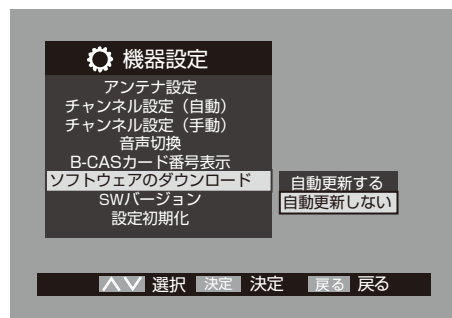 機器設定
アンテナ設定
チャンネル設定（自動）
チャンネル設定（手動）
音声切換
B-CASカード番号表示
ソフトウェアのダウンロード
自動更新する
SWバージョン
自動更新しない
設定初期化
選択 決定 決定 戻る 戻る